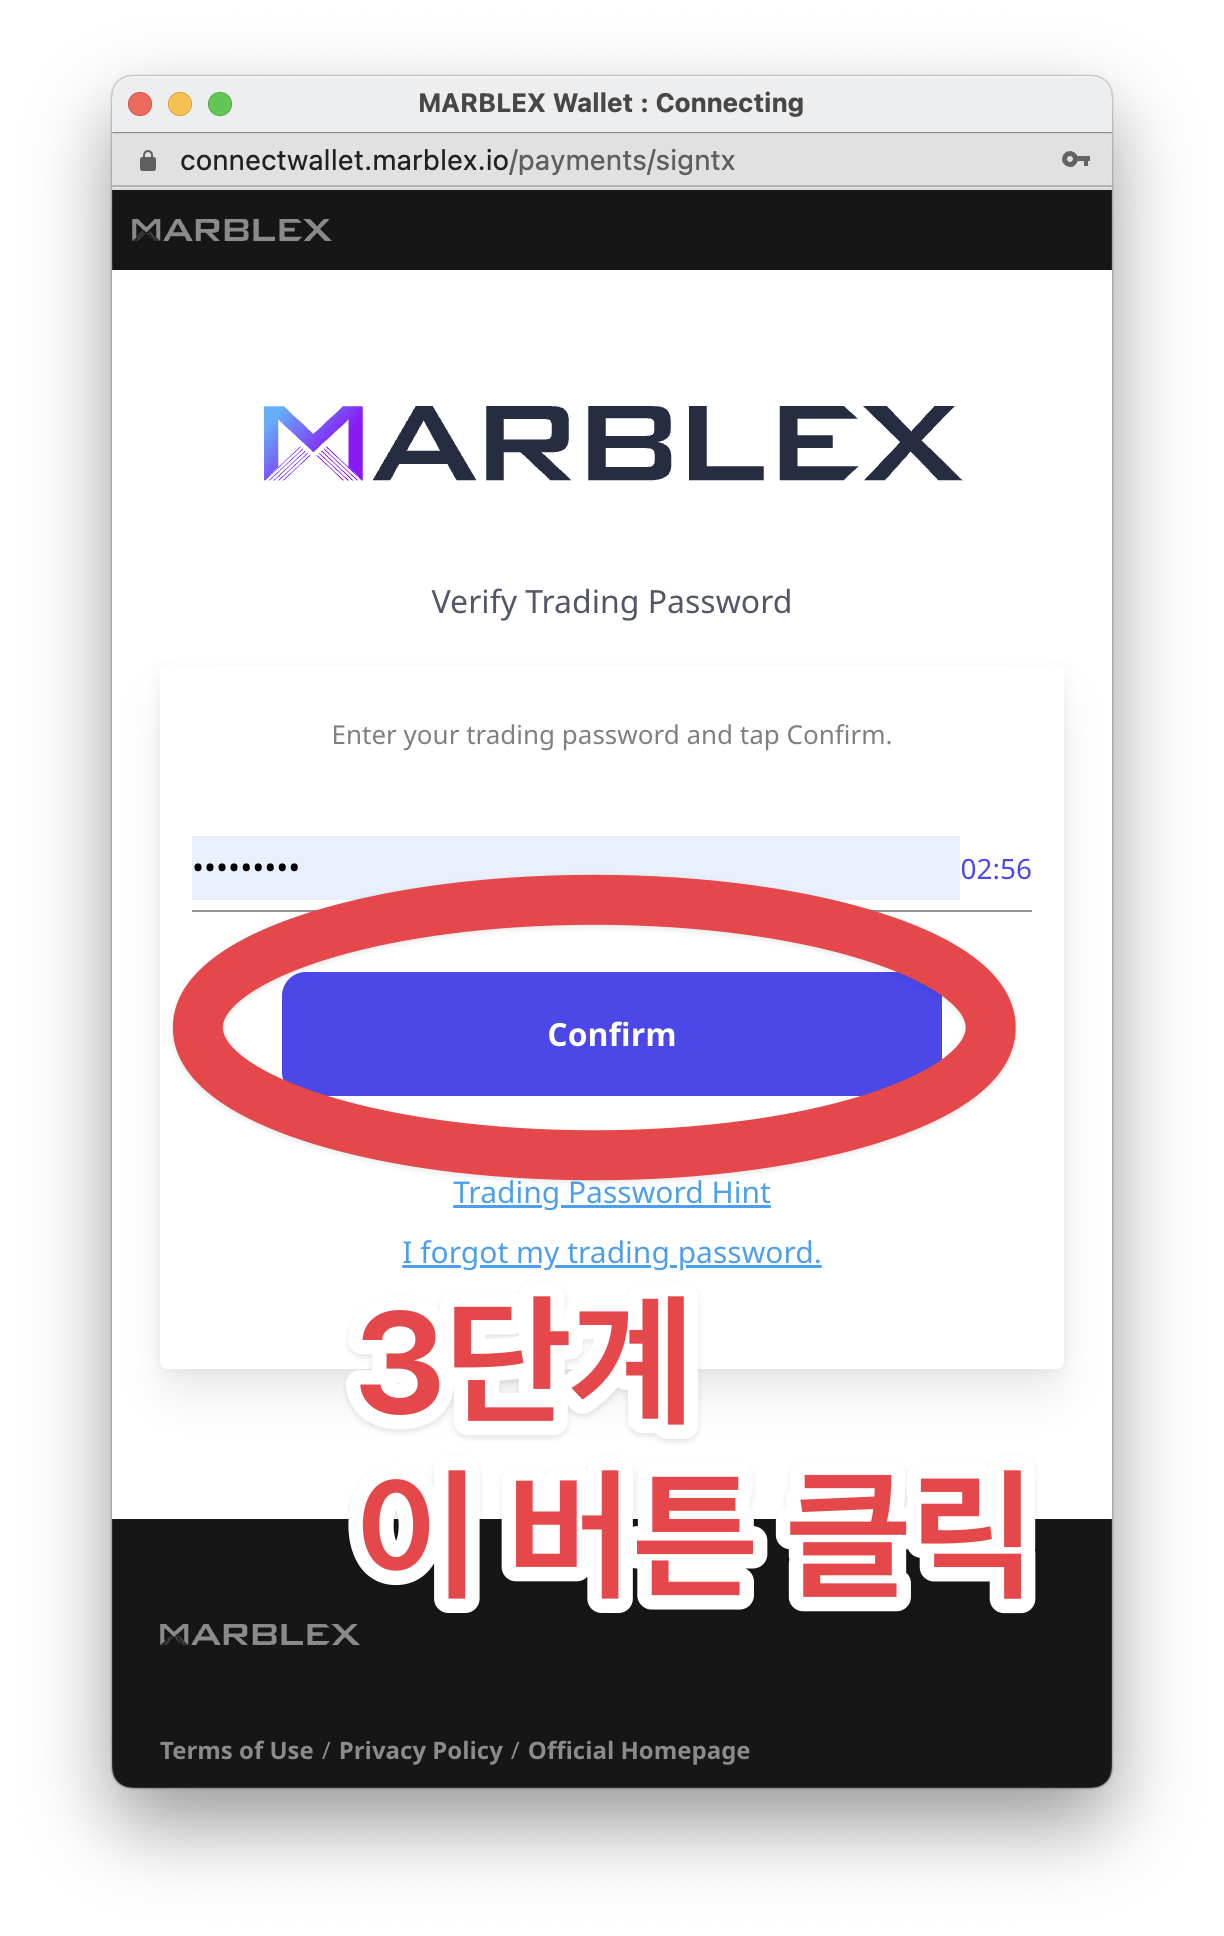 MARBLEX Wallet : Connecting
connectwallet.marblex.io/payments/signtx
MARBLEX
MARBLEX
Verify Trading Password
Enter your trading password and tap Confirm.
••••••••• 02:56
Confirm
Trading Password Hint
I forgot my trading password.
3단계
이 버튼 클릭
MARBLEX
Terms of Use / Privacy Policy / Official Homepage